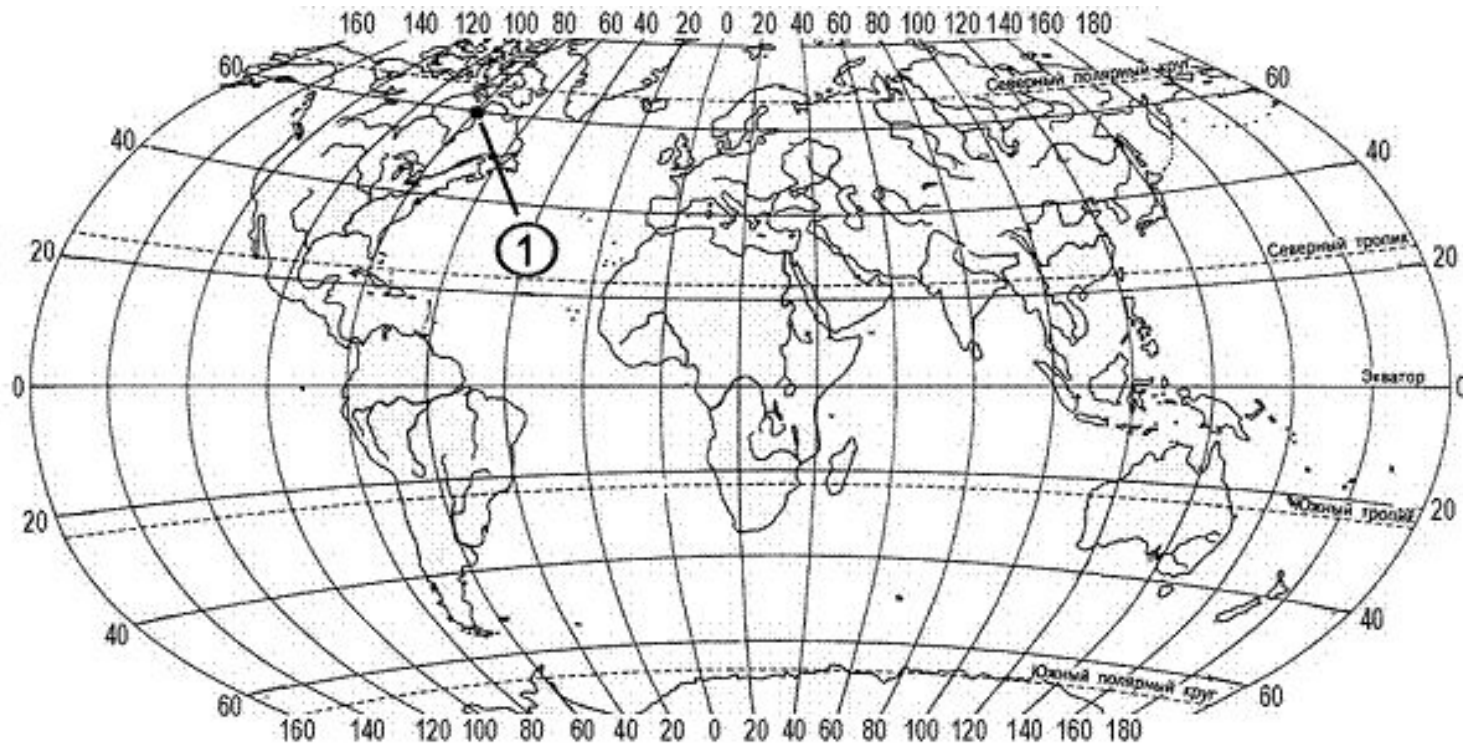 160 140 120 100 80 60 40 20 0 20 40 60 80 100 120 140 160 180
Северный полярный круг
60 60
40 40
1
Северный тропик
20 20
Экватор
0 0
Южный тропик
20 20
40 40
Южный полярный круг
60 60
160 140 120 100 80 60 40 20 0 20 40 60 80 100 120 140 160 180